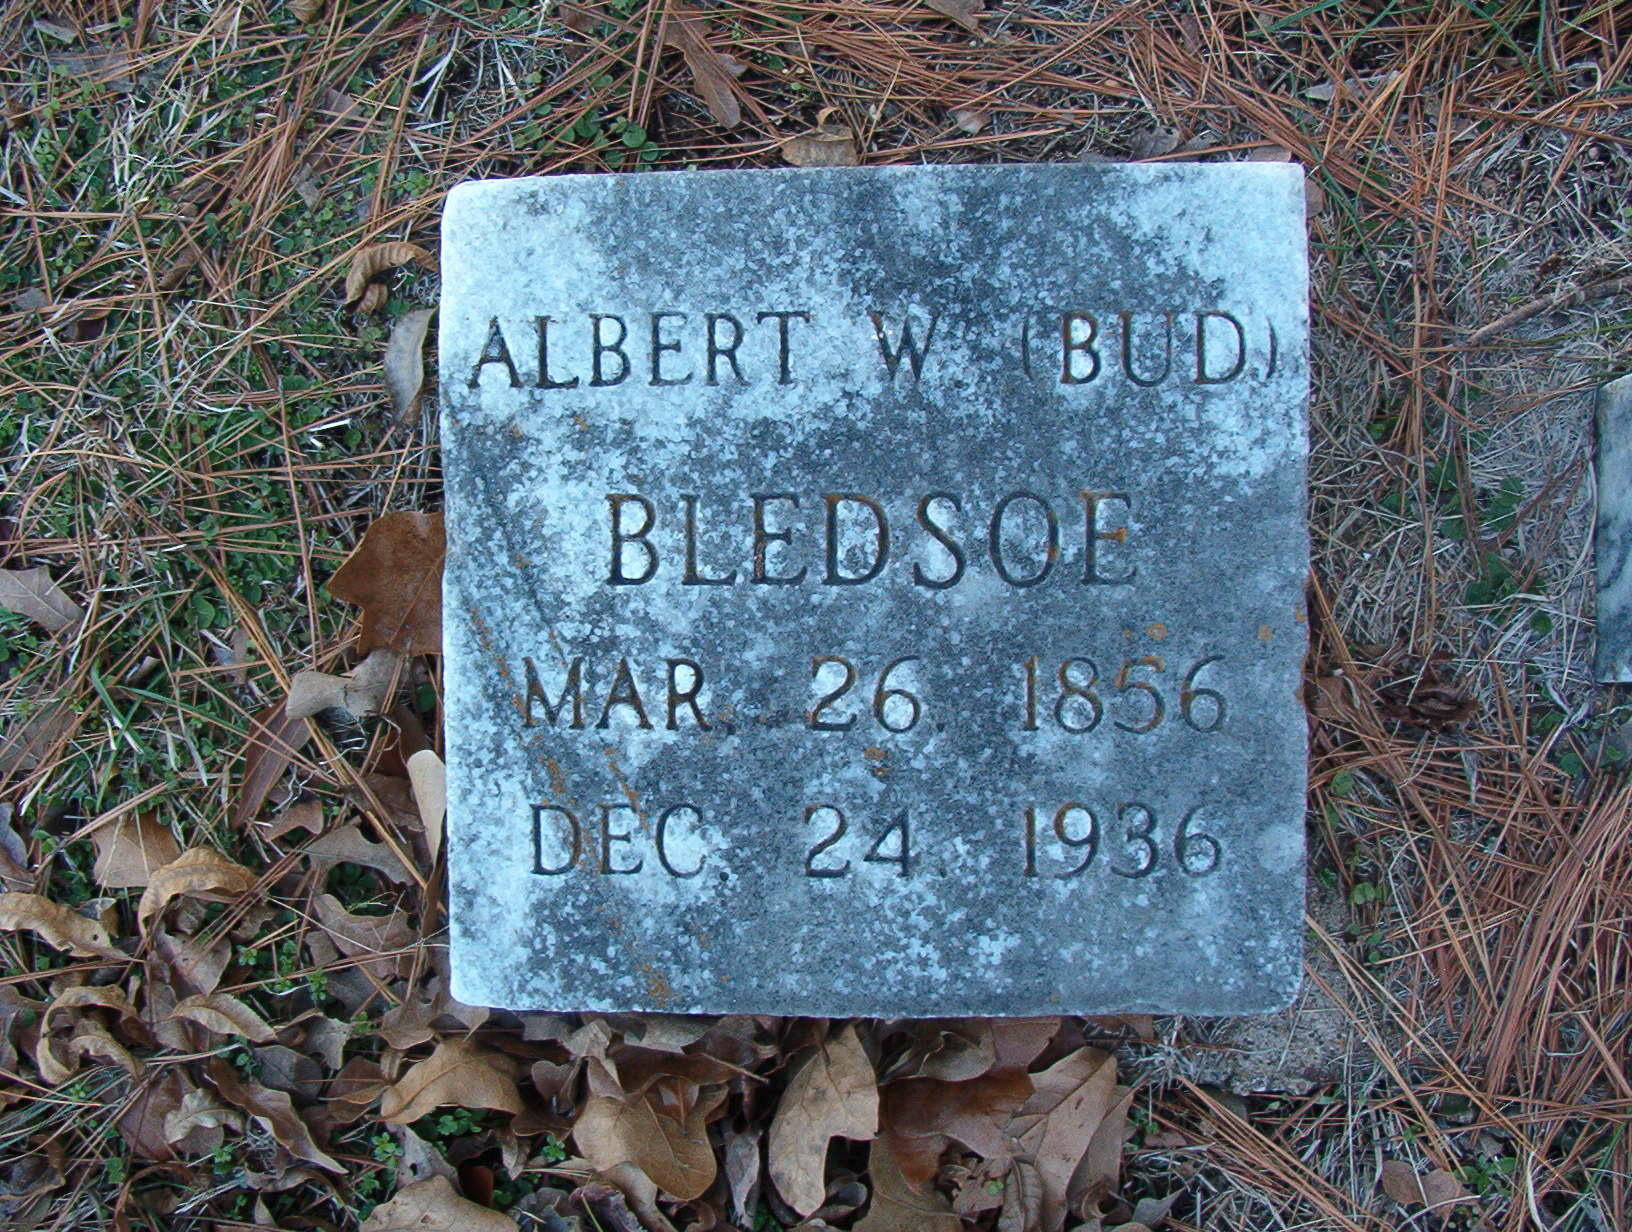 ALBERT W (BUD)
BLEDSOE
MAR. 26. 1856
DEC. 24. 1936